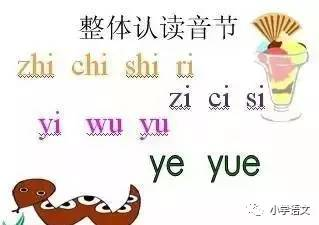 整体认读音节
zhi chi shi ri
zi ci si
yi wu yu
ye yue
小学语文